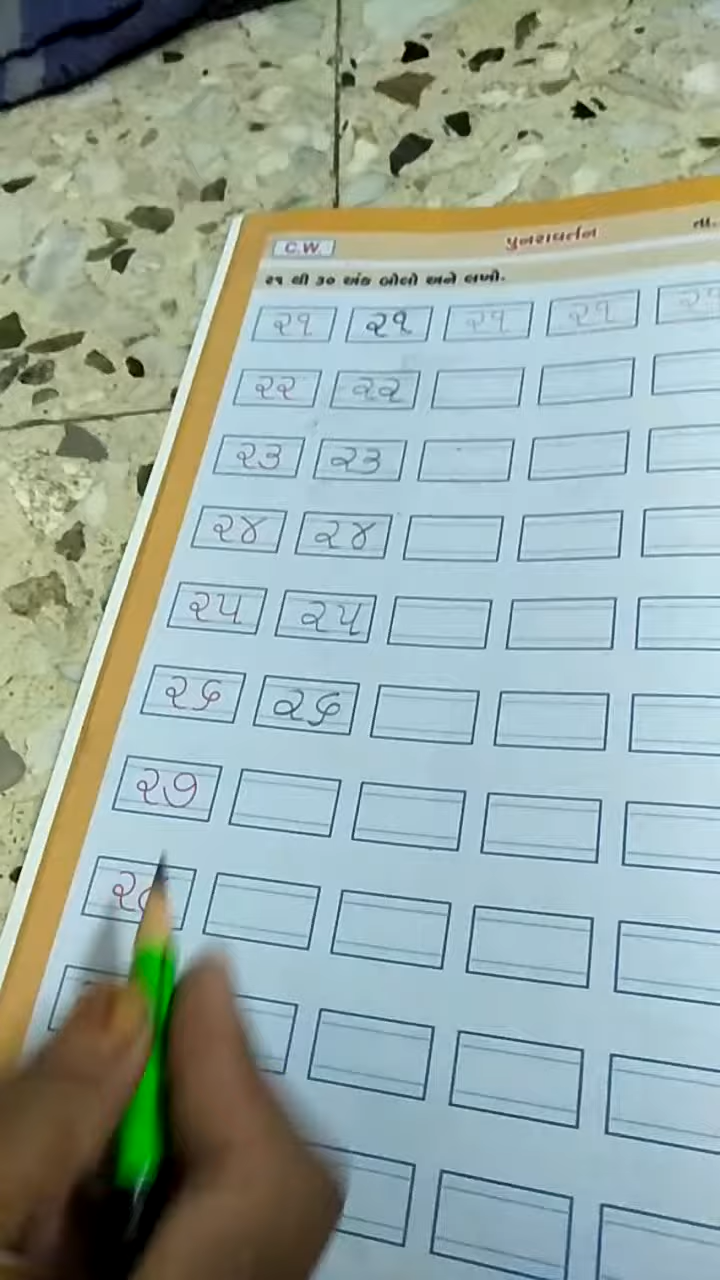 C.W. પુનરાવર્તન તા.
૨૧ થી ૩૦ અંક બોલો અને લખો.
૨૧ ૨૧ ૨૧ ૨૧ ૨૧
૨૨ ૨૨
૨૩ ૨૩
૨૪ ૨૪
૨૫ ૨૫
૨૬ ૨૬
૨૭